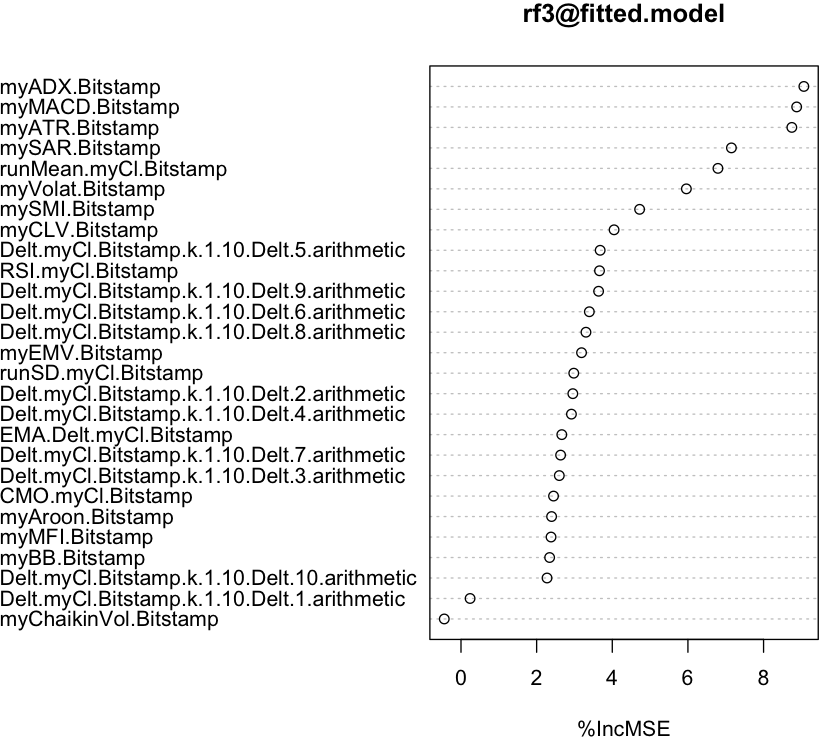 rf3@fitted.model
myADX.Bitstamp
myMACD.Bitstamp
myATR.Bitstamp
mySAR.Bitstamp
runMean.myCl.Bitstamp
myVolat.Bitstamp
mySMI.Bitstamp
myCLV.Bitstamp
Delt.myCl.Bitstamp.k.1.10.Delt.5.arithmetic
RSI.myCl.Bitstamp
Delt.myCl.Bitstamp.k.1.10.Delt.9.arithmetic
Delt.myCl.Bitstamp.k.1.10.Delt.6.arithmetic
Delt.myCl.Bitstamp.k.1.10.Delt.8.arithmetic
myEMV.Bitstamp
runSD.myCl.Bitstamp
Delt.myCl.Bitstamp.k.1.10.Delt.2.arithmetic
Delt.myCl.Bitstamp.k.1.10.Delt.4.arithmetic
EMA.Delt.myCl.Bitstamp
Delt.myCl.Bitstamp.k.1.10.Delt.7.arithmetic
Delt.myCl.Bitstamp.k.1.10.Delt.3.arithmetic
CMO.myCl.Bitstamp
myAroon.Bitstamp
myMFI.Bitstamp
myBB.Bitstamp
Delt.myCl.Bitstamp.k.1.10.Delt.10.arithmetic
Delt.myCl.Bitstamp.k.1.10.Delt.1.arithmetic
myChaikinVol.Bitstamp
0 2 4 6 8
%IncMSE